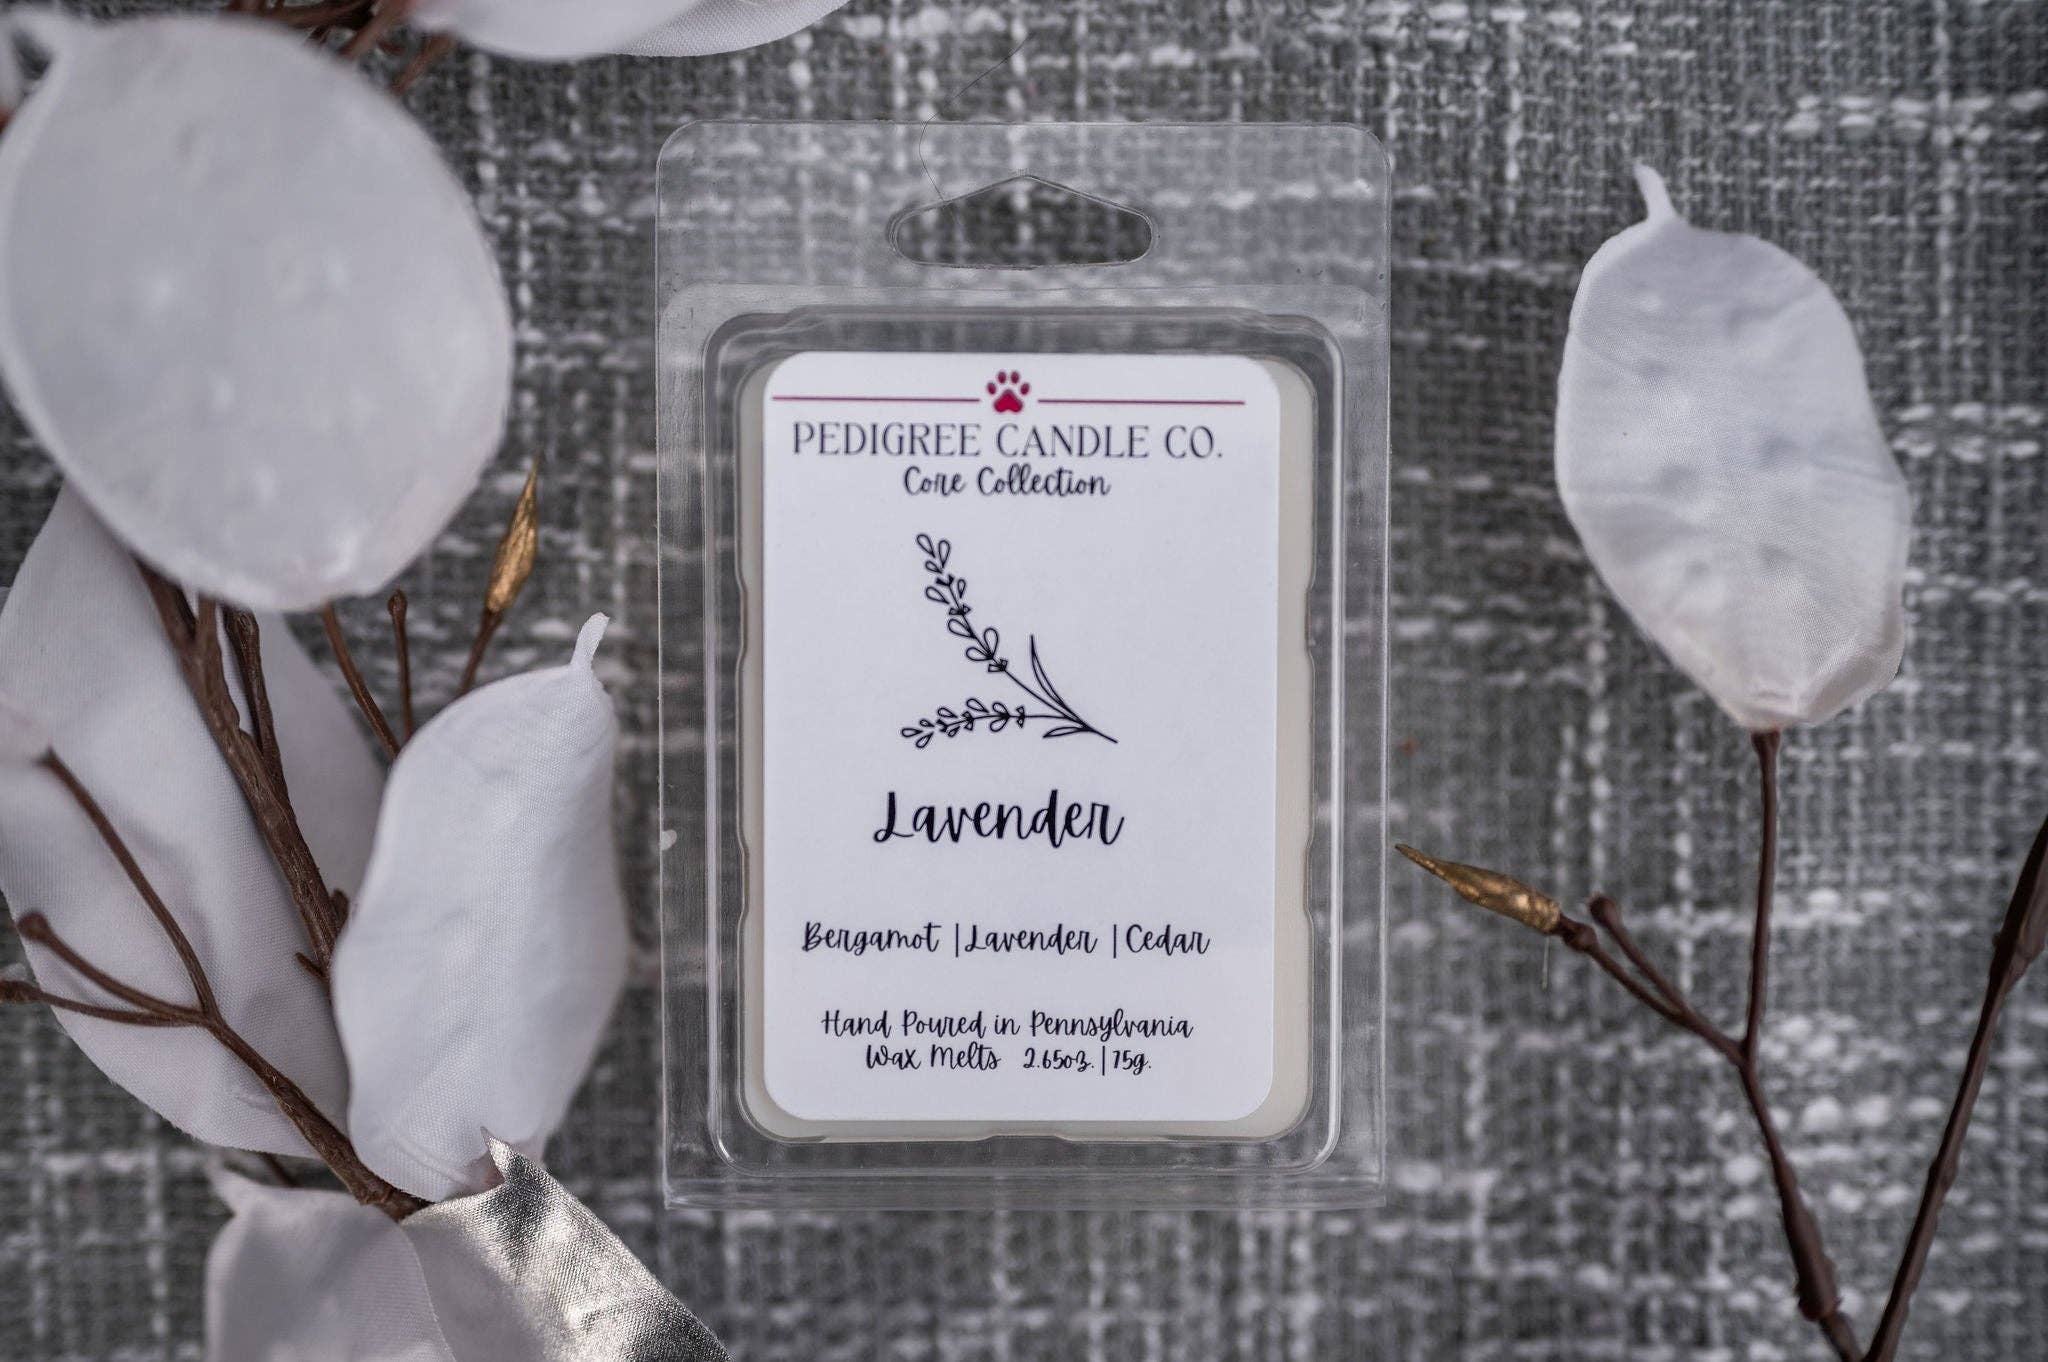 PEDIGREE CANDLE CO.
Core Collection
Lavender
Bergamot | Lavender | Cedar
Hand Poured in Pennsylvania
Wax Melts 2.65oz. | 75g.